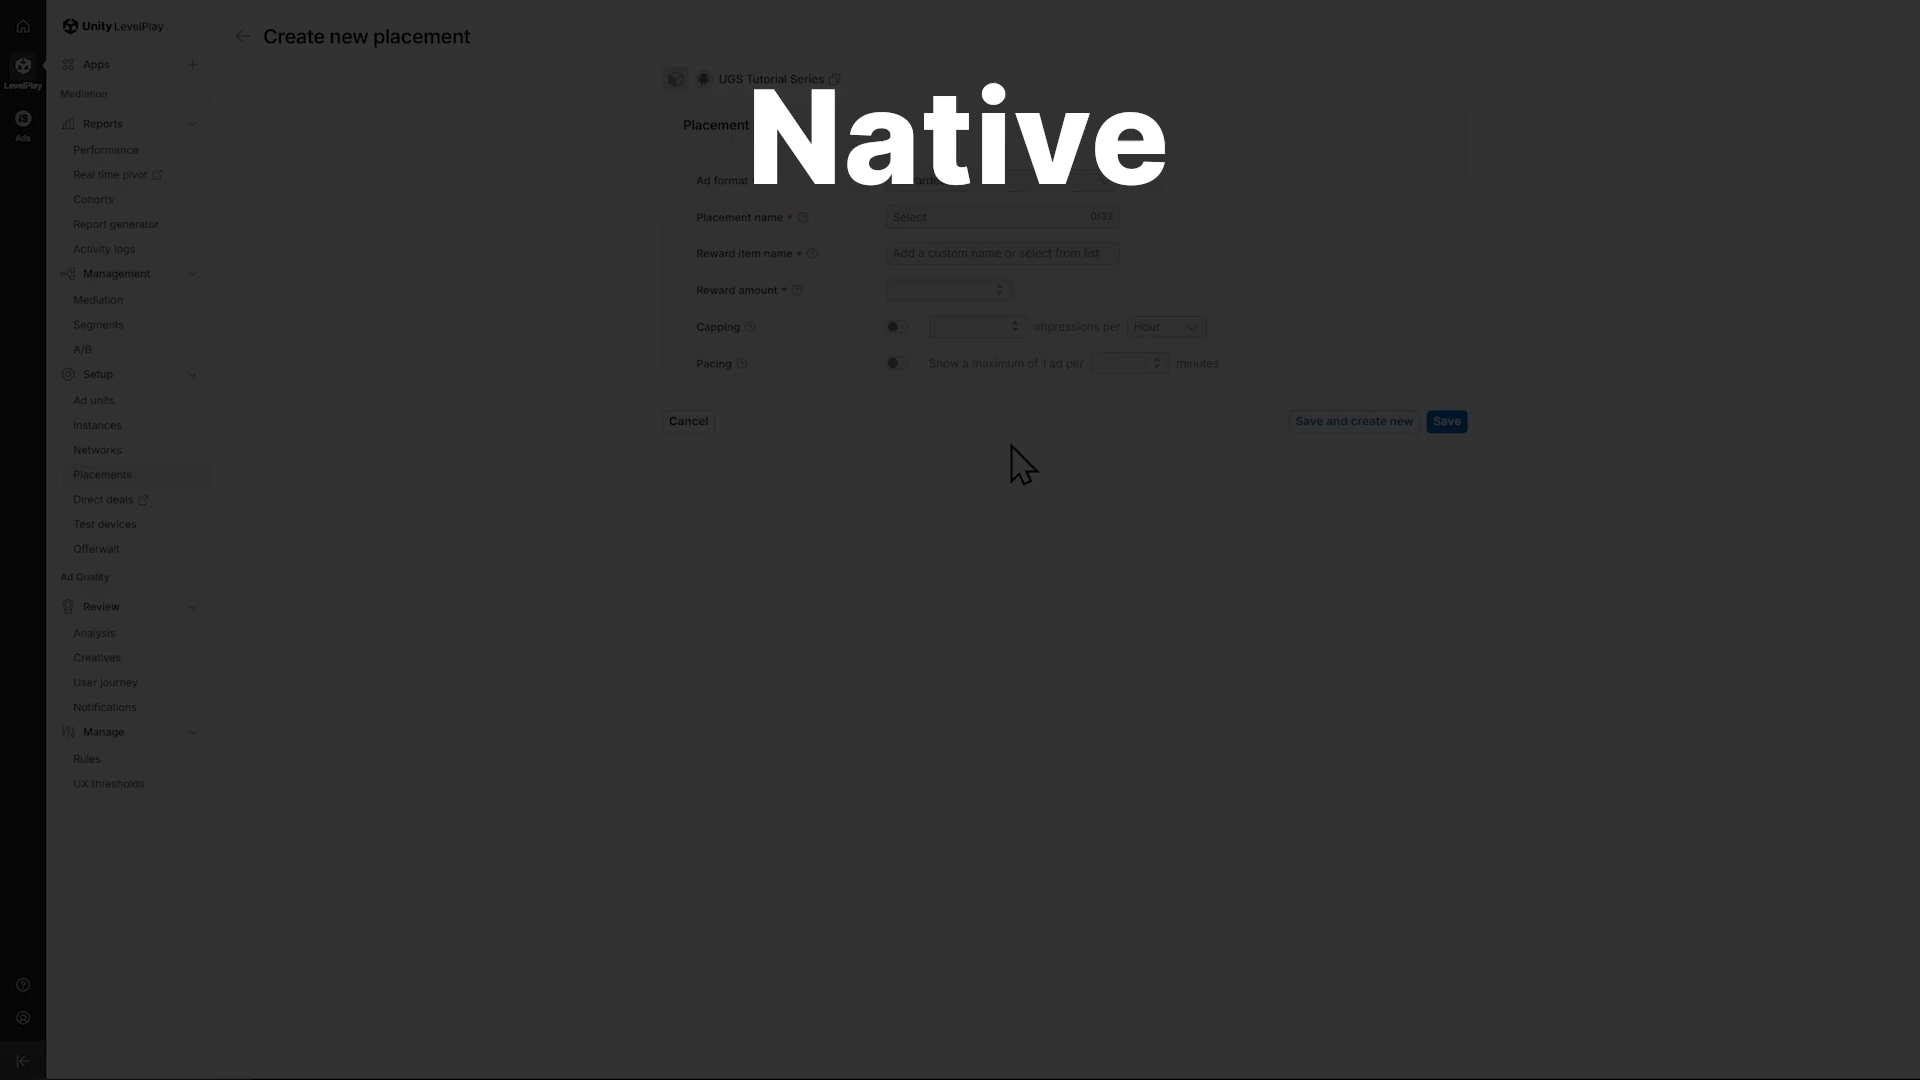 Unity LevelPlay
Create new placement
Apps
LevelPlay
Mediation
UGS Tutorial Series
Native
Reports
Placement
iS
Ads
Performance
Real time pivot
Ad format
Cohorts
Placement name *
Select
0/32
Report generator
Activity logs
Reward item name *
Add a custom name or select from list
Management
Reward amount *
Mediation
Segments
Capping
impressions per
Hour
A/B
Pacing
Show a maximum of 1 ad per
minutes
Setup
Ad units
Instances
Cancel
Save and create new
Save
Networks
Placements
Direct deals
Test devices
Offerwall
Ad Quality
Review
Analysis
Creatives
User journey
Notifications
Manage
Rules
UX thresholds